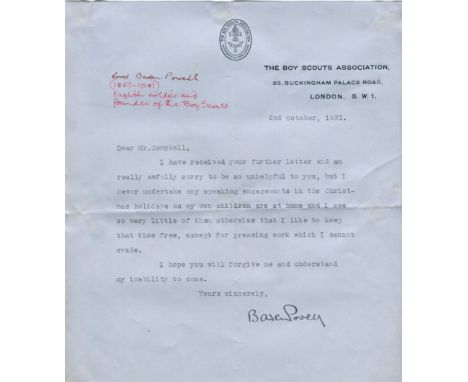 THE BOY SCOUTS ASSOCIATION,
25, BUCKINGHAM PALACE ROAD,
LONDON, S.W.1.
Lord Baden Powell
(1857-1941)
English soldier and
founder of the Boy Scouts
2nd October, 1931.
Dear Mr.Campbell,
I have received your further letter and am
really awfully sorry to be so unhelpful to you, but I
never undertake any speaking engagements in the Christ-
mas holidays as my own children are at home and I see
so very little of them otherwise that I like to keep
that time free, except for pressing work which I cannot
evade.
I hope you will forgive me and understand
my inability to come.
Yours sincerely,